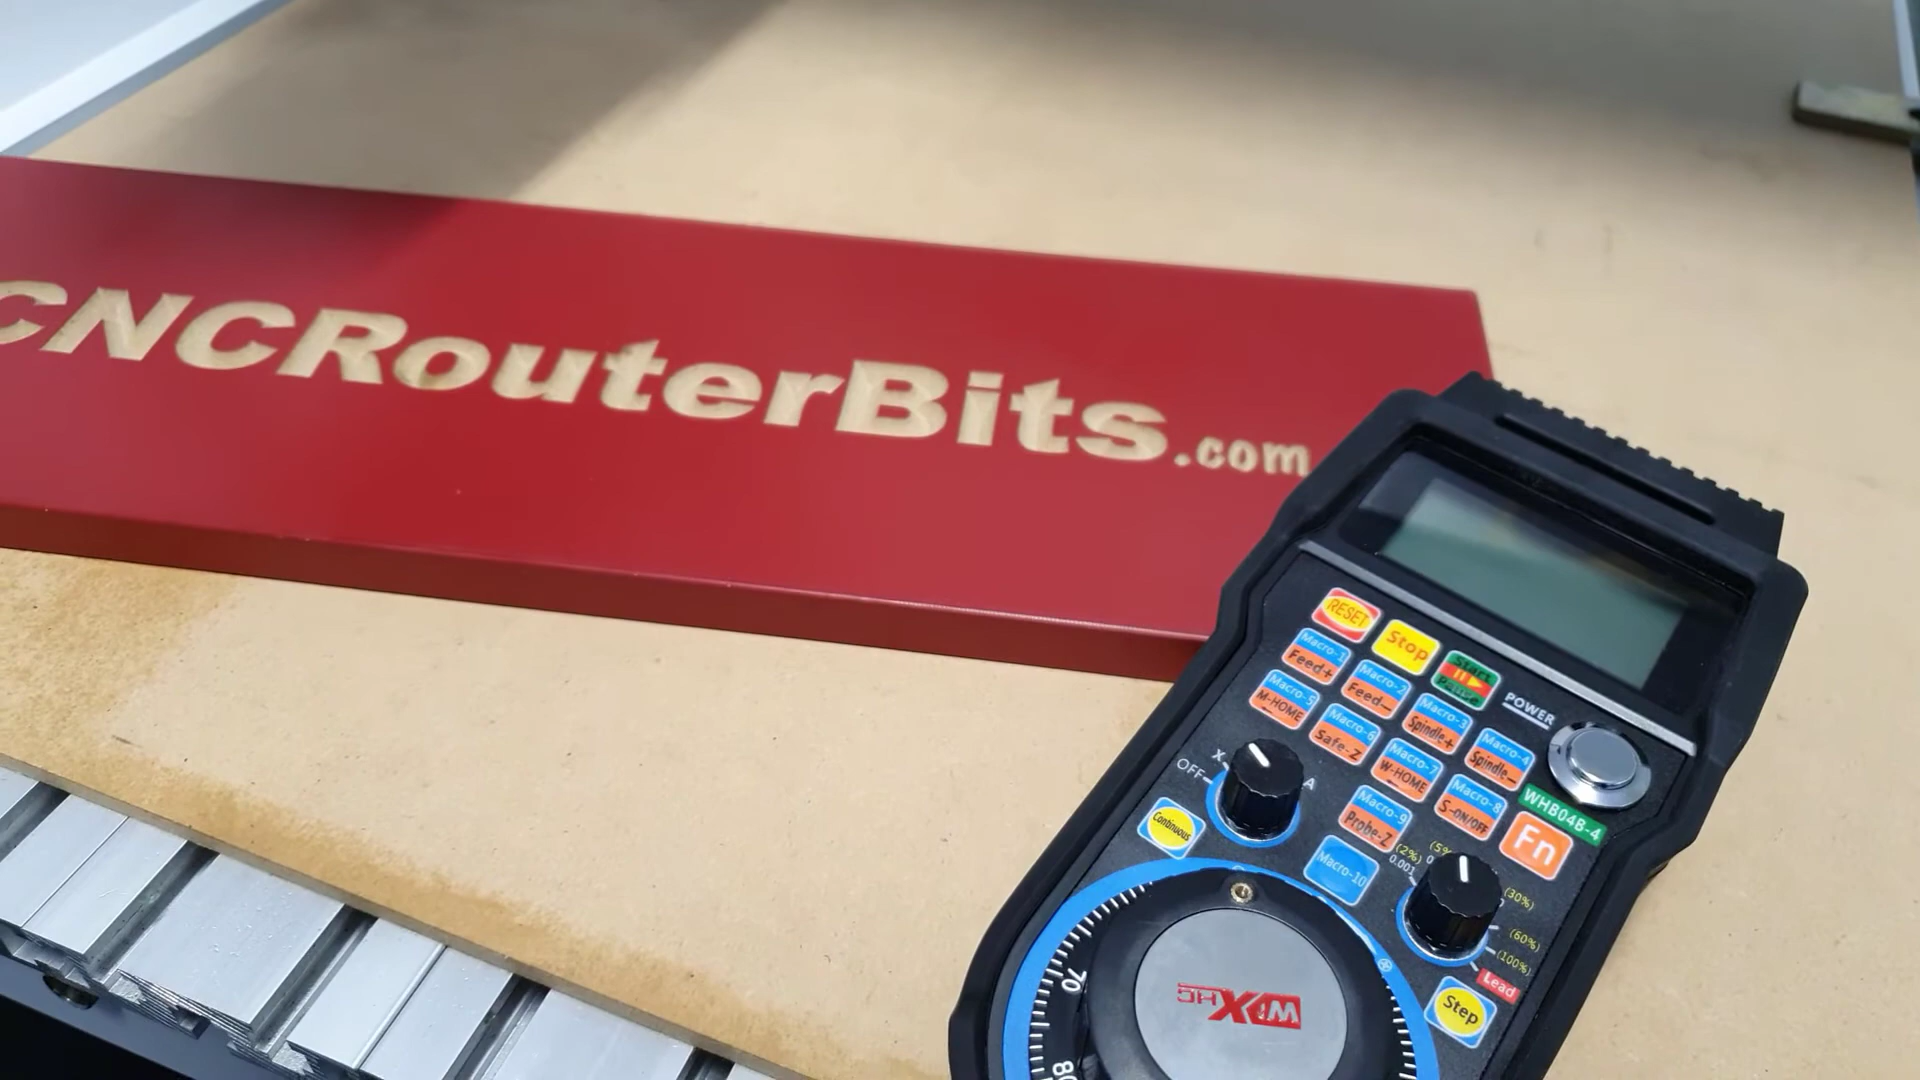 CNCRouterBits.com
RESET
Stop
Start
Pause
POWER
Macro-1
Feed+
Macro-2
Feed—
Macro-3
Spindle+
Macro-4
Spindle—
Macro-5
M-HOME
Macro-6
Safe-Z
Macro-7
W-HOME
Macro-8
S-ON/OFF
WHB04B-4
Fn
X
OFF
A
Macro-9
Probe-Z
Macro-10
Continuous
(2%)
0.001
(30%)
(60%)
(100%)
Lead
Step
70
WIXHC